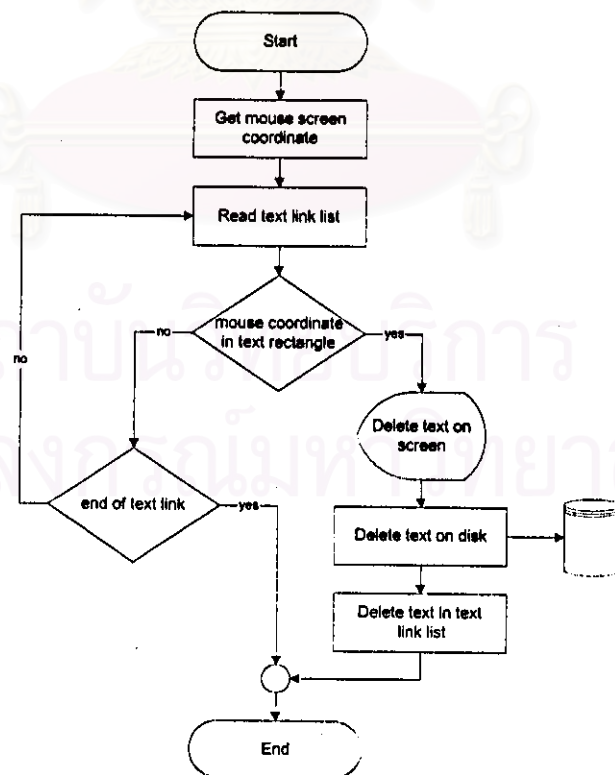 Start
Get mouse screen
coordinate
Read text link list
mouse coordinate
in text rectangle
no
yes
no
Delete text on
screen
end of text link
yes
Delete text on disk
Delete text in text
link list
End